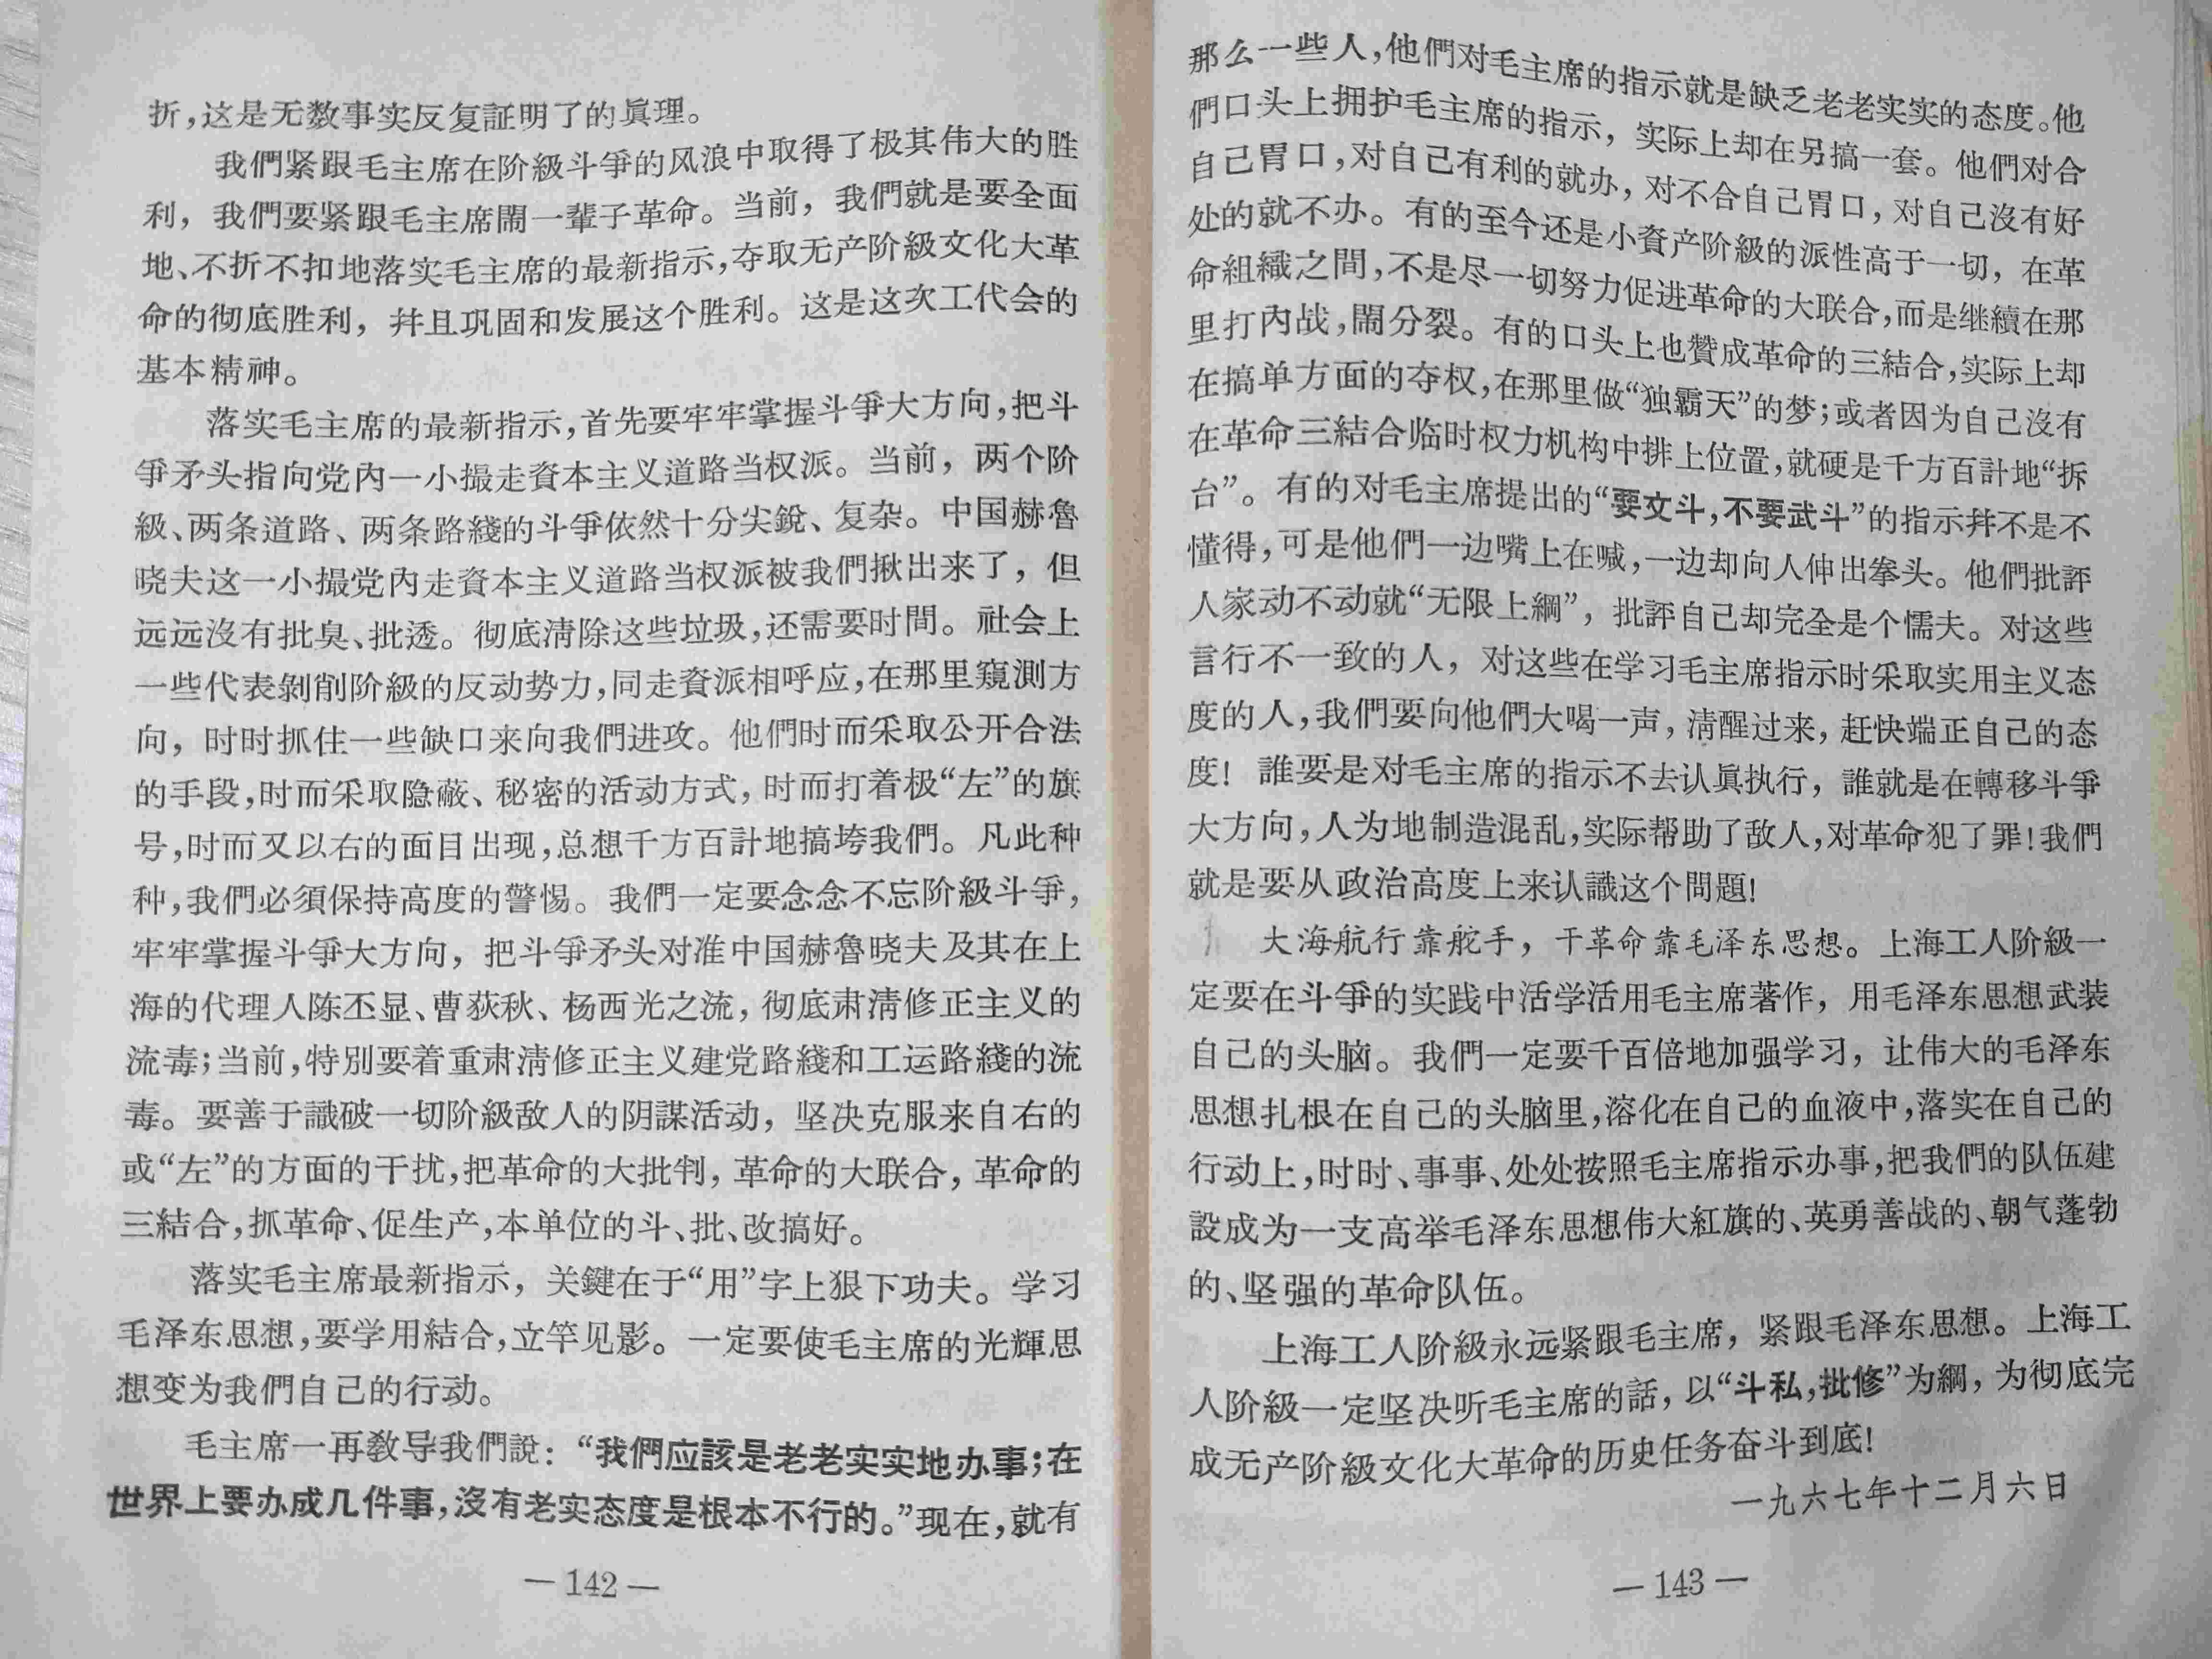 折，这是无数事实反复証明了的眞理。
我們紧跟毛主席在阶級斗爭的风浪中取得了极其伟大的胜
利，我們要紧跟毛主席鬧一輩子革命。当前，我們就是要全面
地、不折不扣地落实毛主席的最新指示，夺取无产阶級文化大革
命的彻底胜利，幷且巩固和发展这个胜利。这是这次工代会的
基本精神。
落实毛主席的最新指示，首先要牢牢掌握斗爭大方向，把斗
爭矛头指向党內一小撮走資本主义道路当权派。当前，两个阶
級、两条道路、两条路綫的斗爭依然十分尖銳、复杂。中国赫魯
晓夫这一小撮党內走資本主义道路当权派被我們揪出来了，但
远远沒有批臭、批透。彻底淸除这些垃圾，还需要时間。社会上
一些代表剝削阶級的反动势力，同走資派相呼应，在那里窺測方
向，时时抓住一些缺口来向我們进攻。他們时而采取公开合法
的手段，时而采取隐蔽、秘密的活动方式，时而打着极“左”的旗
号，时而又以右的面目出现，总想千方百計地搞垮我們。凡此种
种，我們必須保持高度的警惕。我們一定要念念不忘阶級斗爭，
牢牢掌握斗爭大方向，把斗爭矛头对准中国赫魯晓夫及其在上
海的代理人陈丕显、曹荻秋、杨西光之流，彻底肃淸修正主义的
流毒；当前，特別要着重肃淸修正主义建党路綫和工运路綫的流
毒。要善于識破一切阶級敌人的阴謀活动，坚决克服来自右的
或“左”的方面的干扰，把革命的大批判，革命的大联合，革命的
三結合，抓革命、促生产，本单位的斗、批、改搞好。
落实毛主席最新指示，关鍵在于“用”字上狠下功夫。学习
毛泽东思想，要学用結合，立竿见影。一定要使毛主席的光輝思
想变为我們自己的行动。
毛主席一再敎导我們說：“我們应該是老老实实地办事；在
世界上要办成几件事，沒有老实态度是根本不行的。”现在，就有
— 142 —
那么一些人，他們对毛主席的指示就是缺乏老老实实的态度。他
們口头上拥护毛主席的指示，实际上却在另搞一套。他們对合
自己胃口，对自己有利的就办，对不合自己胃口，对自己沒有好
处的就不办。有的至今还是小資产阶級的派性高于一切，在革
命組織之間，不是尽一切努力促进革命的大联合，而是继續在那
里打內战，鬧分裂。有的口头上也贊成革命的三結合，实际上却
在搞单方面的夺权，在那里做“独霸天”的梦；或者因为自己沒有
在革命三結合临时权力机构中排上位置，就硬是千方百計地“拆
台”。有的对毛主席提出的“要文斗，不要武斗”的指示幷不是不
懂得，可是他們一边嘴上在喊，一边却向人伸出拳头。他們批評
人家动不动就“无限上綱”，批評自己却完全是个懦夫。对这些
言行不一致的人，对这些在学习毛主席指示时采取实用主义态
度的人，我們要向他們大喝一声，淸醒过来，赶快端正自己的态
度！誰要是对毛主席的指示不去认眞执行，誰就是在轉移斗爭
大方向，人为地制造混乱，实际帮助了敌人，对革命犯了罪！我們
就是要从政治高度上来认識这个問題！
大海航行靠舵手，干革命靠毛泽东思想。上海工人阶級一
定要在斗爭的实践中活学活用毛主席著作，用毛泽东思想武装
自己的头脑。我們一定要千百倍地加强学习，让伟大的毛泽东
思想扎根在自己的头脑里，溶化在自己的血液中，落实在自己的
行动上，时时、事事、处处按照毛主席指示办事，把我們的队伍建
設成为一支高举毛泽东思想伟大紅旗的、英勇善战的、朝气蓬勃
的、坚强的革命队伍。
上海工人阶級永远紧跟毛主席，紧跟毛泽东思想。上海工
人阶級一定坚决听毛主席的話，以“斗私，批修”为綱，为彻底完
成无产阶級文化大革命的历史任务奋斗到底！
一九六七年十二月六日
— 143 —